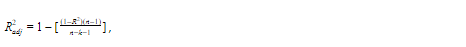 R²adj = 1 − [(1−R²)(n−1) / n−k−1],